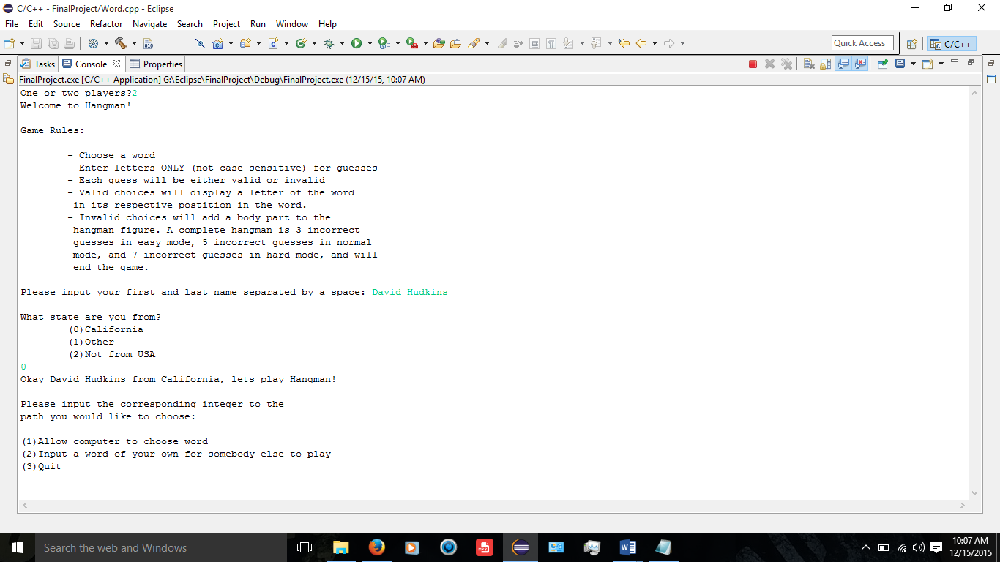 C/C++ - FinalProject/Word.cpp - Eclipse
File Edit Source Refactor Navigate Search Project Run Window Help
Quick Access
C/C++
Tasks Console Properties
FinalProject.exe [C/C++ Application] G:\Eclipse\FinalProject\Debug\FinalProject.exe (12/15/15, 10:07 AM)
One or two players?2
Welcome to Hangman!
Game Rules:
- Choose a word
- Enter letters ONLY (not case sensitive) for guesses
- Each guess will be either valid or invalid
- Valid choices will display a letter of the word
in its respective postition in the word.
- Invalid choices will add a body part to the
hangman figure. A complete hangman is 3 incorrect
guesses in easy mode, 5 incorrect guesses in normal
mode, and 7 incorrect guesses in hard mode, and will
end the game.
Please input your first and last name separated by a space: David Hudkins
What state are you from?
(0)California
(1)Other
(2)Not from USA
0
Okay David Hudkins from California, lets play Hangman!
Please input the corresponding integer to the
path you would like to choose:
(1)Allow computer to choose word
(2)Input a word of your own for somebody else to play
(3)Quit
Search the web and Windows
10:07 AM
12/15/2015